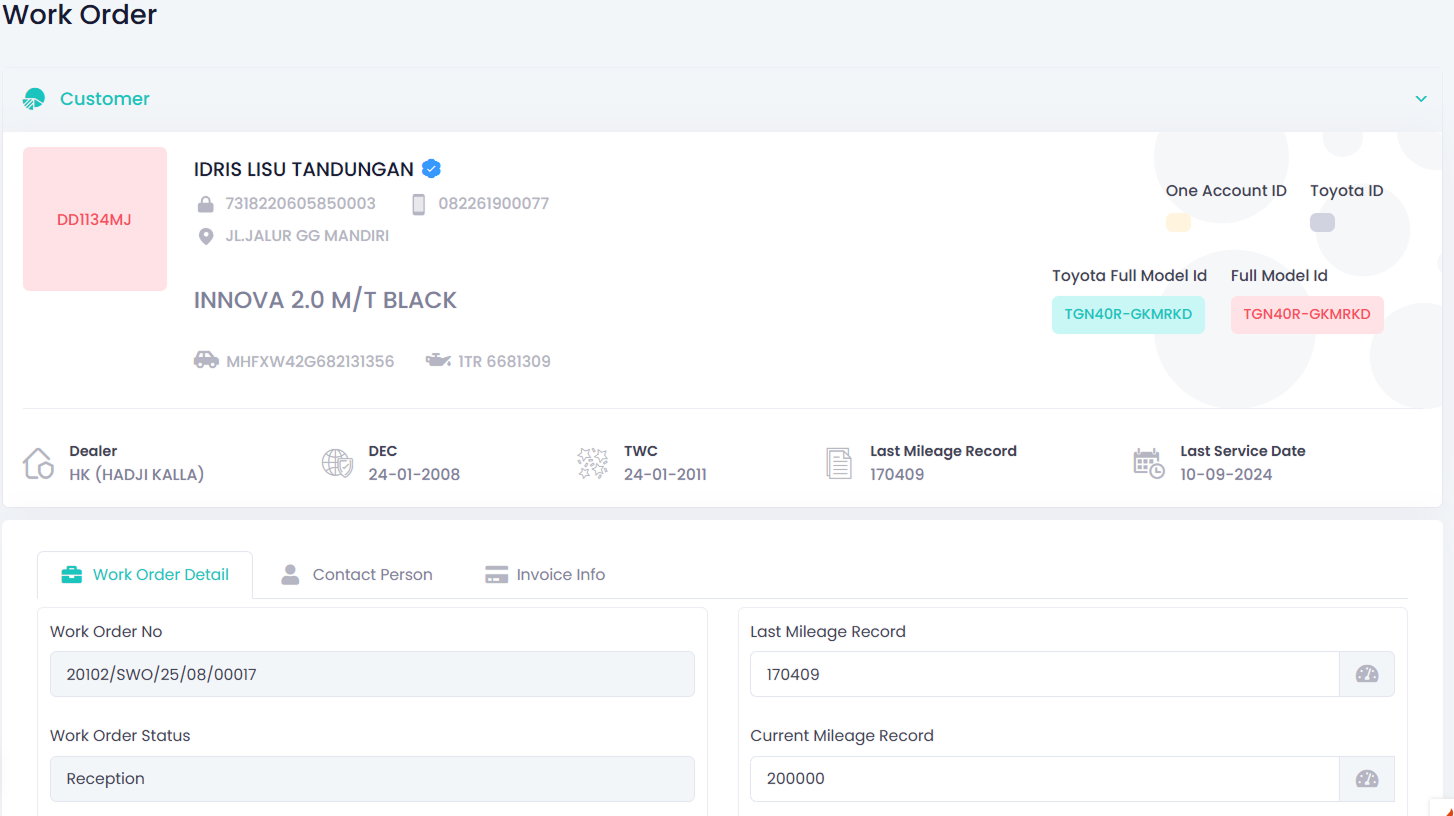 Work Order
Customer
DD1134MJ
IDRIS LISU TANDUNGAN
7318220605850003 082261900077
JL.JALUR GG MANDIRI
INNOVA 2.0 M/T BLACK
MHFXW42G682131356 1TR 6681309
One Account ID Toyota ID
Toyota Full Model Id Full Model Id
TGN40R-GKMRKD TGN40R-GKMRKD
Dealer DEC TWC Last Mileage Record Last Service Date
HK (HADJI KALLA) 24-01-2008 24-01-2011 170409 10-09-2024
Work Order Detail Contact Person Invoice Info
Work Order No
20102/SWO/25/08/00017
Work Order Status
Reception
Last Mileage Record
170409
Current Mileage Record
200000